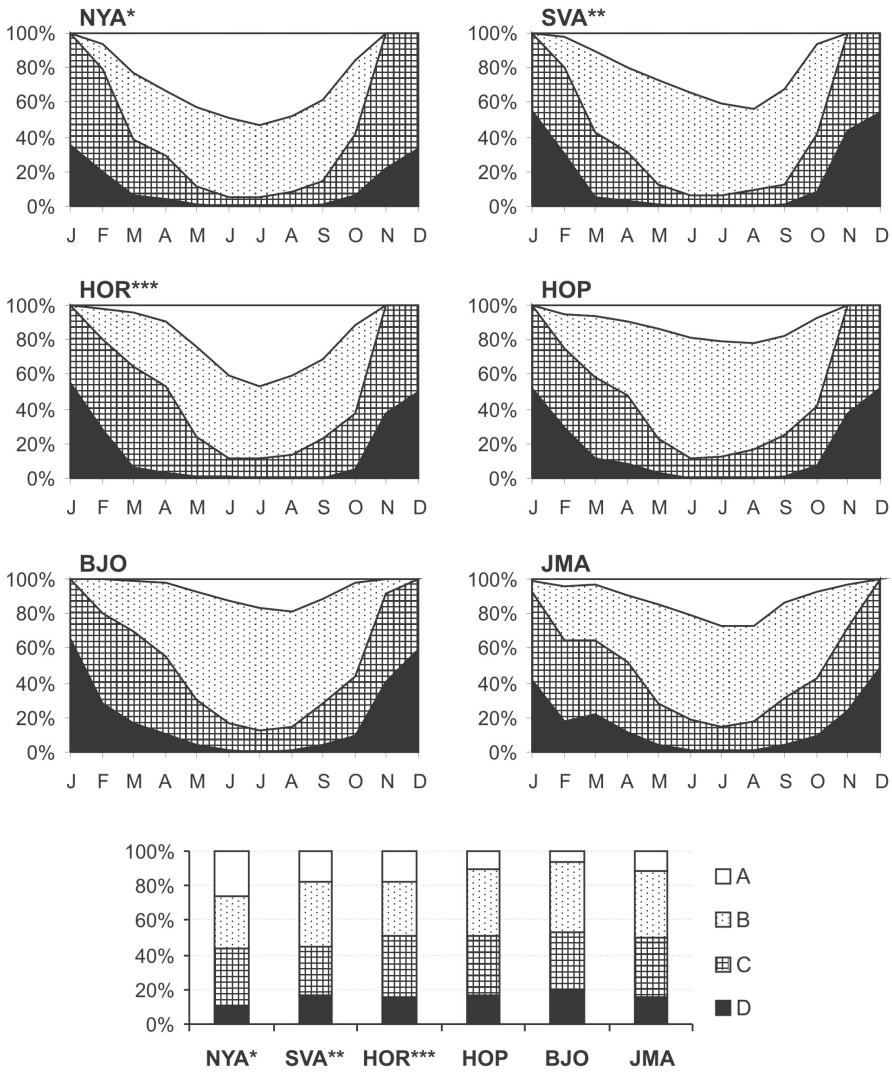 NYA* SVA**
100% 100%
80% 80%
60% 60%
40% 40%
20% 20%
0% 0%
J F M A M J J A S O N D J F M A M J J A S O N D
HOR*** HOP
100% 100%
80% 80%
60% 60%
40% 40%
20% 20%
0% 0%
J F M A M J J A S O N D J F M A M J J A S O N D
BJO JMA
100% 100%
80% 80%
60% 60%
40% 40%
20% 20%
0% 0%
J F M A M J J A S O N D J F M A M J J A S O N D
100%
80%
60%
40%
20%
0%
NYA* SVA** HOR*** HOP BJO JMA
A
B
C
D